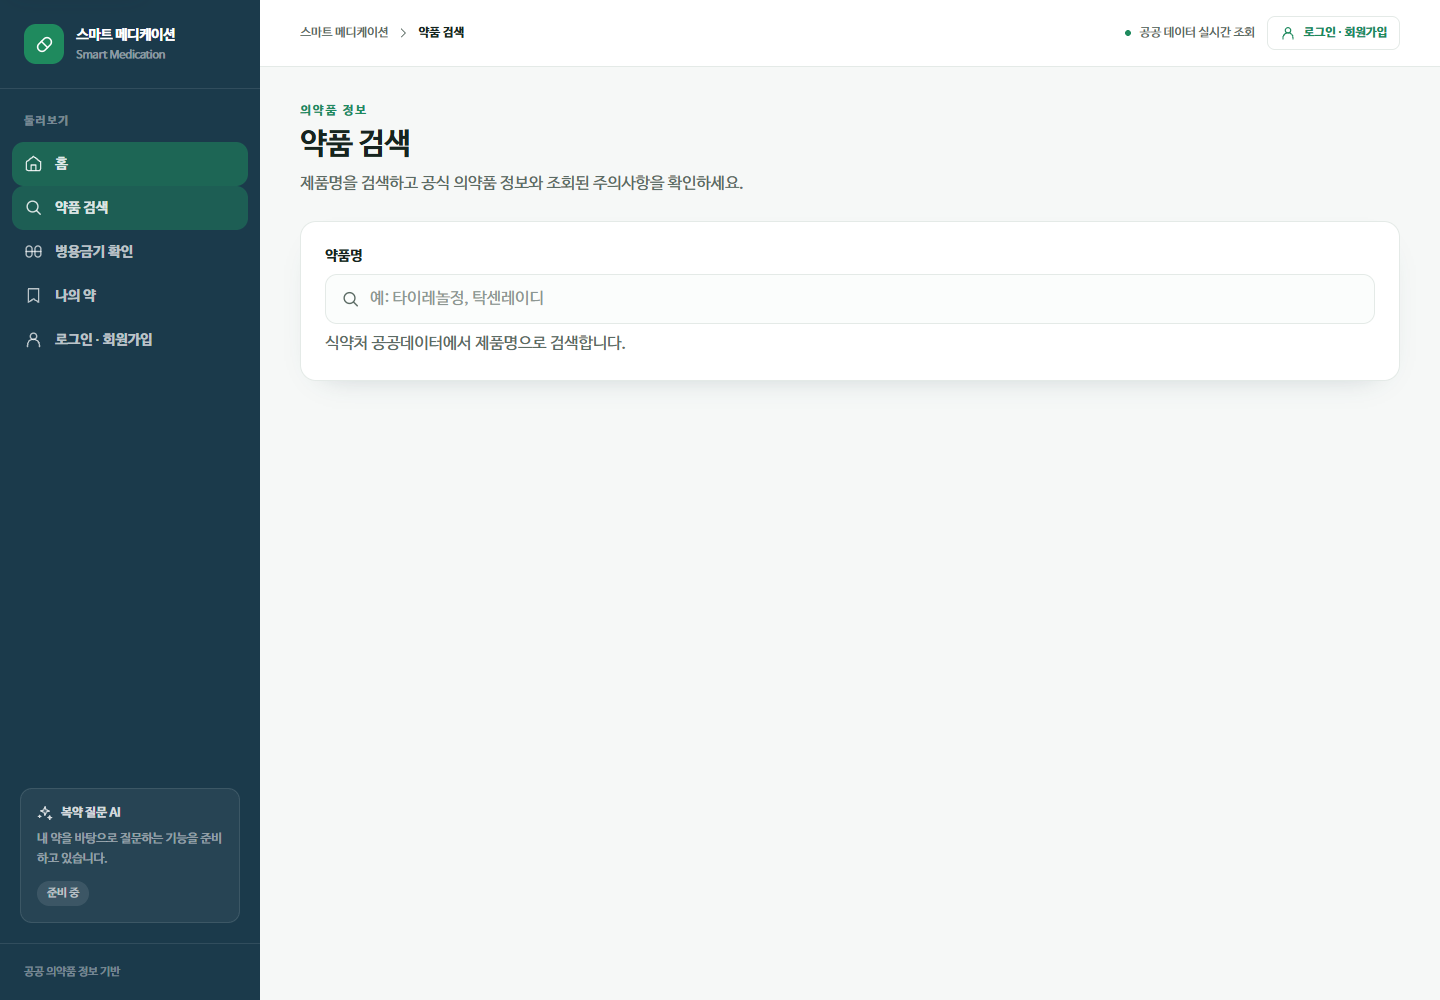 스마트 메디케이션
Smart Medication
둘러보기
홈
약품 검색
병용금기 확인
나의 약
로그인 · 회원가입
복약 질문 AI
내 약을 바탕으로 질문하는 기능을 준비
하고 있습니다.
준비 중
공공 의약품 정보 기반
스마트 메디케이션 > 약품 검색
공공 데이터 실시간 조회
로그인 · 회원가입
의약품 정보
약품 검색
제품명을 검색하고 공식 의약품 정보와 조회된 주의사항을 확인하세요.
약품명
예: 타이레놀정, 탁센레이디
식약처 공공데이터에서 제품명으로 검색합니다.